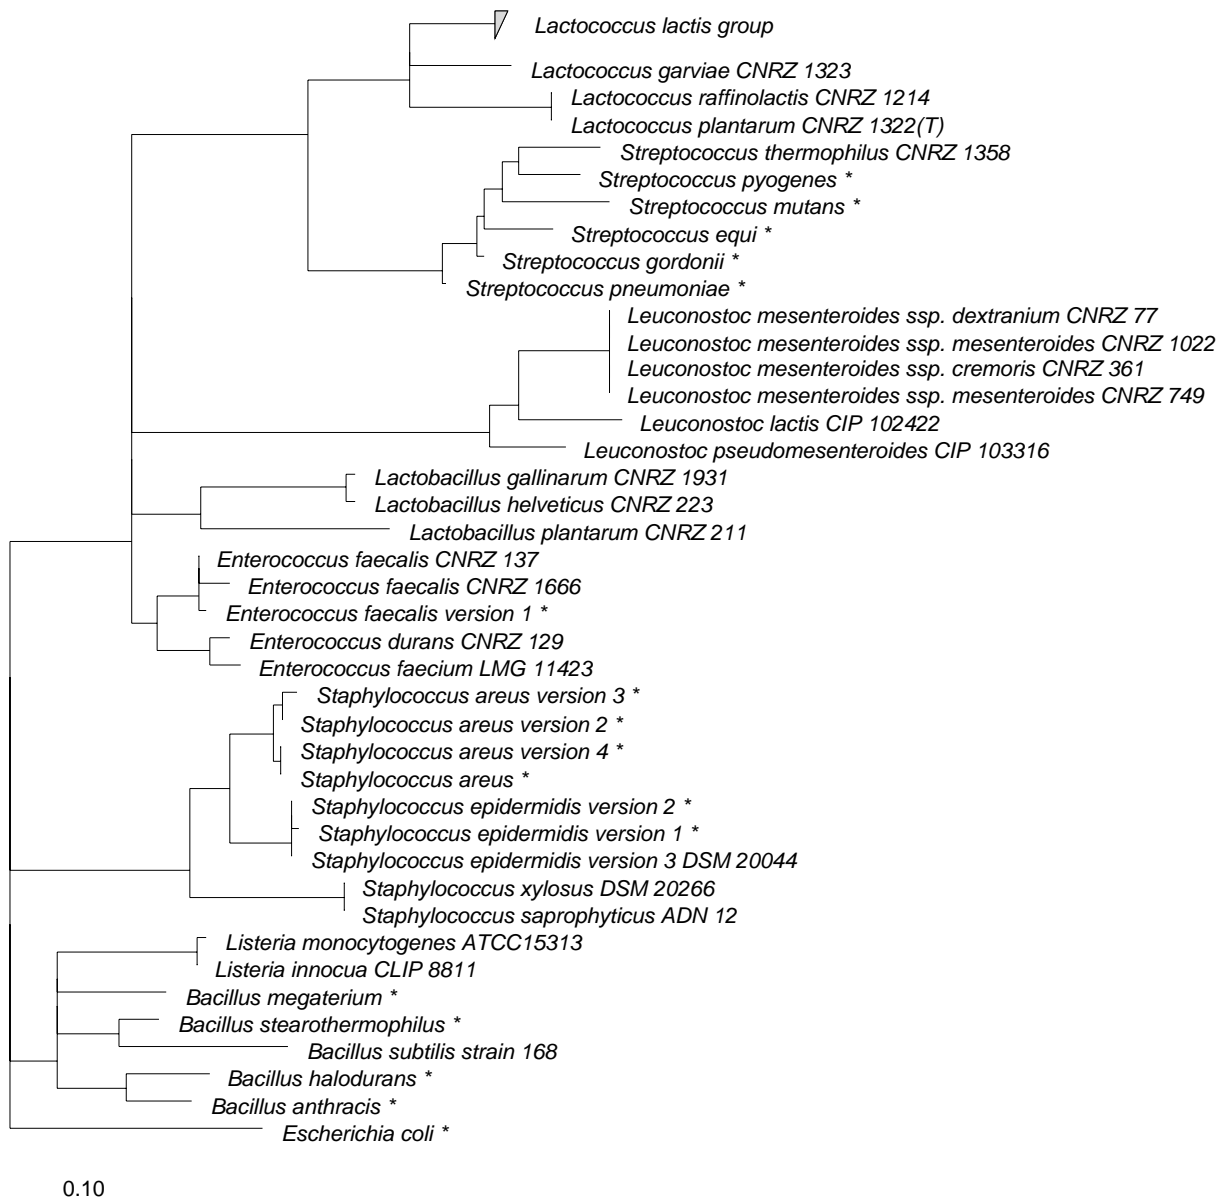 Lactococcus lactis group
Lactococcus garviae CNRZ 1323
Lactococcus raffinolactis CNRZ 1214
Lactococcus plantarum CNRZ 1322(T)
Streptococcus thermophilus CNRZ 1358
Streptococcus pyogenes *
Streptococcus mutans *
Streptococcus equi *
Streptococcus gordonii *
Streptococcus pneumoniae *
Leuconostoc mesenteroides ssp. dextranium CNRZ 77
Leuconostoc mesenteroides ssp. mesenteroides CNRZ 1022
Leuconostoc mesenteroides ssp. cremoris CNRZ 361
Leuconostoc mesenteroides ssp. mesenteroides CNRZ 749
Leuconostoc lactis CIP 102422
Leuconostoc pseudomesenteroides CIP 103316
Lactobacillus gallinarum CNRZ 1931
Lactobacillus helveticus CNRZ 223
Lactobacillus plantarum CNRZ 211
Enterococcus faecalis CNRZ 137
Enterococcus faecalis CNRZ 1666
Enterococcus faecalis version 1 *
Enterococcus durans CNRZ 129
Enterococcus faecium LMG 11423
Staphylococcus areus version 3 *
Staphylococcus areus version 2 *
Staphylococcus areus version 4 *
Staphylococcus areus *
Staphylococcus epidermidis version 2 *
Staphylococcus epidermidis version 1 *
Staphylococcus epidermidis version 3 DSM 20044
Staphylococcus xylosus DSM 20266
Staphylococcus saprophyticus ADN 12
Listeria monocytogenes ATCC15313
Listeria innocua CLIP 8811
Bacillus megaterium *
Bacillus stearothermophilus *
Bacillus subtilis strain 168
Bacillus halodurans *
Bacillus anthracis *
Escherichia coli *
0.10